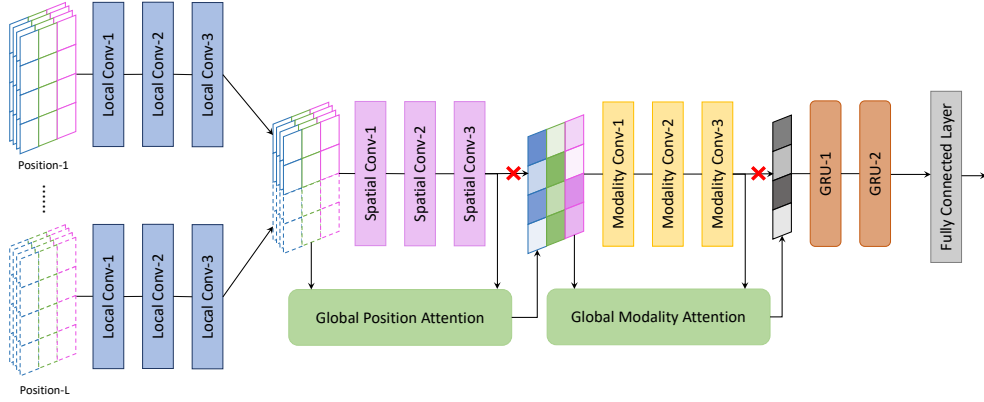 Position-1
Local Conv-1
Local Conv-2
Local Conv-3
......
Position-L
Local Conv-1
Local Conv-2
Local Conv-3
Spatial Conv-1
Spatial Conv-2
Spatial Conv-3
Global Position Attention
Modality Conv-1
Modality Conv-2
Modality Conv-3
Global Modality Attention
GRU-1
GRU-2
Fully Connected Layer